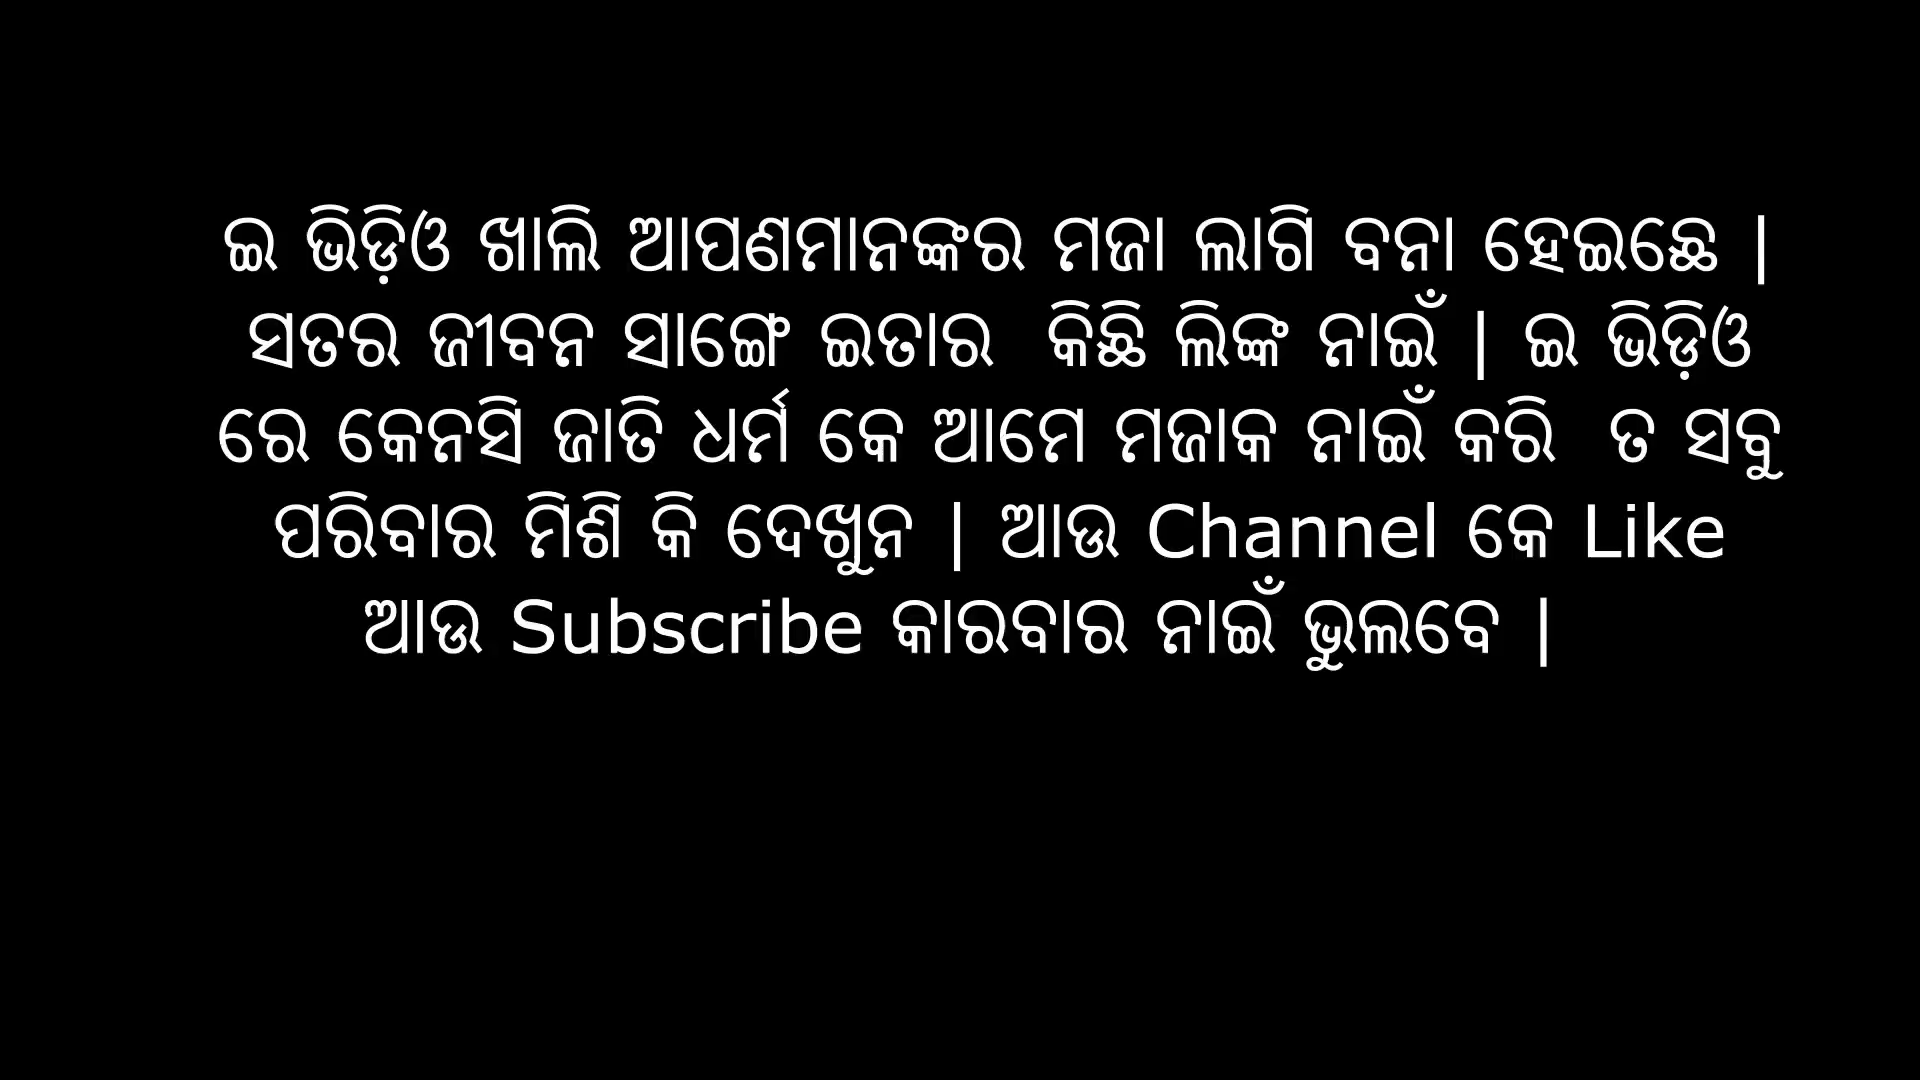 ଇ ଭିଡ଼ିଓ ଖାଲି ଆପଣମାନଙ୍କର ମଜା ଲାଗି ବନା ହେଇଛେ |
ସତର ଜୀବନ ସାଙ୍ଗେ ଇତାର କିଛି ଲିଙ୍କ ନାଇଁ | ଇ ଭିଡ଼ିଓ
ରେ କେନସି ଜାତି ଧର୍ମ କେ ଆମେ ମଜାକ ନାଇଁ କରି ତ ସବୁ
ପରିବାର ମିଶି କି ଦେଖୁନ | ଆଉ Channel କେ Like
ଆଉ Subscribe କାରବାର ନାଇଁ ଭୁଲବେ |